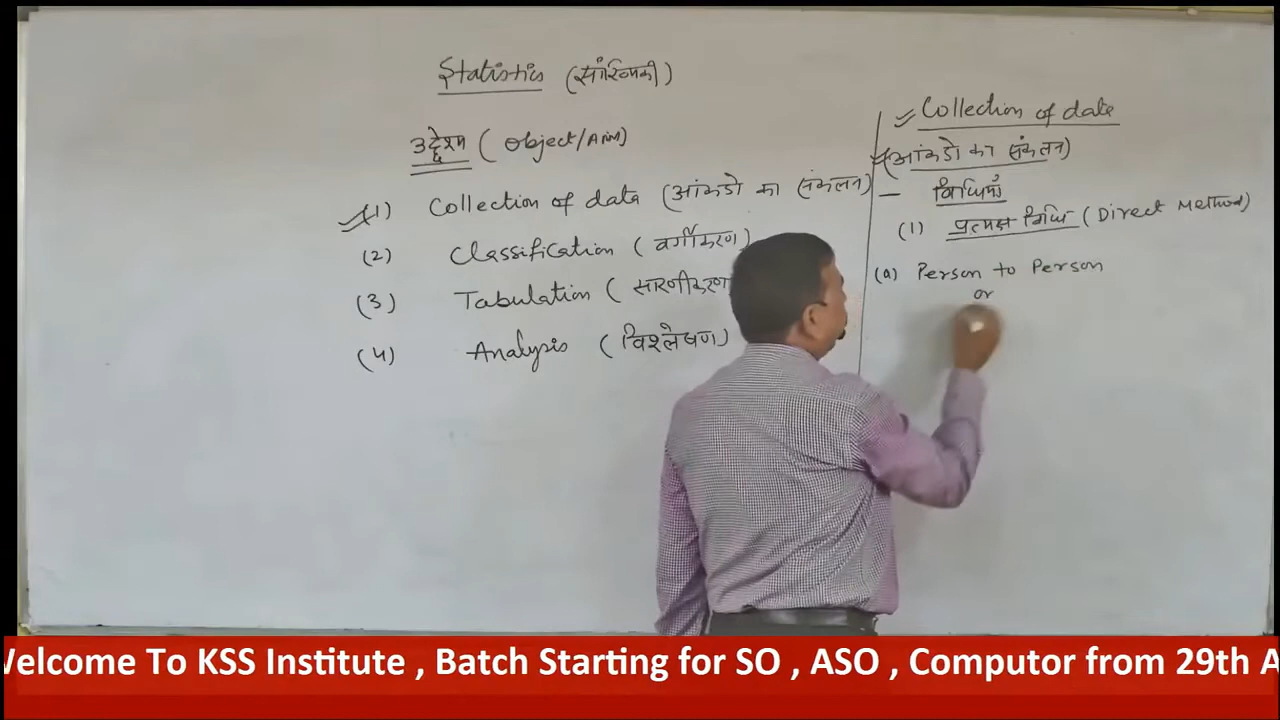 Statistics (सांख्यिकी)
उद्देश्य (Object/Aim)
(1) Collection of data (आंकडो का संकलन)
(2) Classification (वर्गीकरण)
(3) Tabulation (सारणीकरण
(4) Analysis (विश्लेषण)
Collection of data
(आंकडो का संकलन)
— विधियाँ
(1) प्रत्यक्ष विधि (Direct Method)
(a) Person to Person
or
Welcome To KSS Institute , Batch Starting for SO , ASO , Computor from 29th A